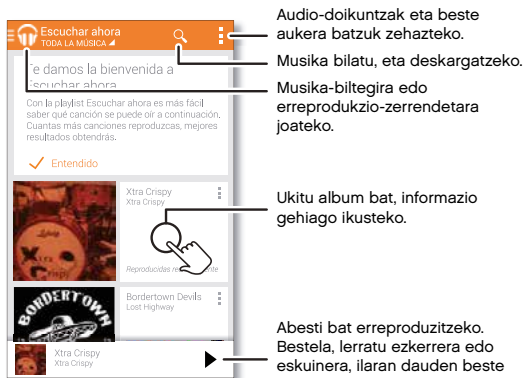 Escuchar ahora
TODA LA MÚSICA
Te damos la bienvenida a
Escuchar ahora
Con la playlist Escuchar ahora es más fácil
saber qué canción se puede oír a continuación.
Cuantas más canciones reproduzcas, mejores
resultados obtendrás.
Entendido
Xtra Crispy
Xtra Crispy
Reproducidas
Xtra
Crispy
Bordertown Devils
Lost Highway
BORDERTOWN
Xtra Crispy
Xtra Crispy
Audio-doikuntzak eta beste
aukera batzuk zehazteko.
Musika bilatu, eta deskargatzeko.
Musika-biltegira edo
erreprodukzio-zerrendetara
joateko.
Ukitu album bat, informazio
gehiago ikusteko.
Abesti bat erreproduzitzeko.
Bestela, lerratu ezkerrera edo
eskuinera, ilaran dauden beste